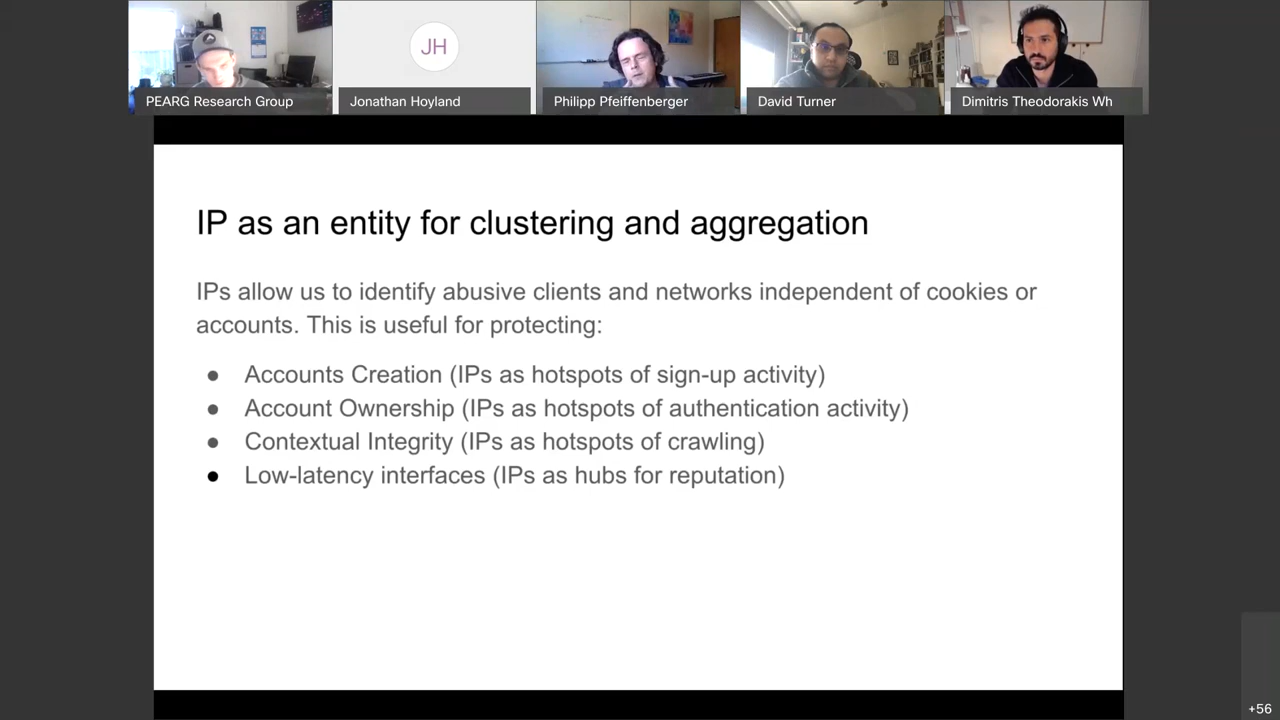 JH
PEARG Research Group
Jonathan Hoyland
Philipp Pfeiffenberger
David Turner
Dimitris Theodorakis Wh
IP as an entity for clustering and aggregation
IPs allow us to identify abusive clients and networks independent of cookies or
accounts. This is useful for protecting:
● Accounts Creation (IPs as hotspots of sign-up activity)
● Account Ownership (IPs as hotspots of authentication activity)
● Contextual Integrity (IPs as hotspots of crawling)
● Low-latency interfaces (IPs as hubs for reputation)
+56